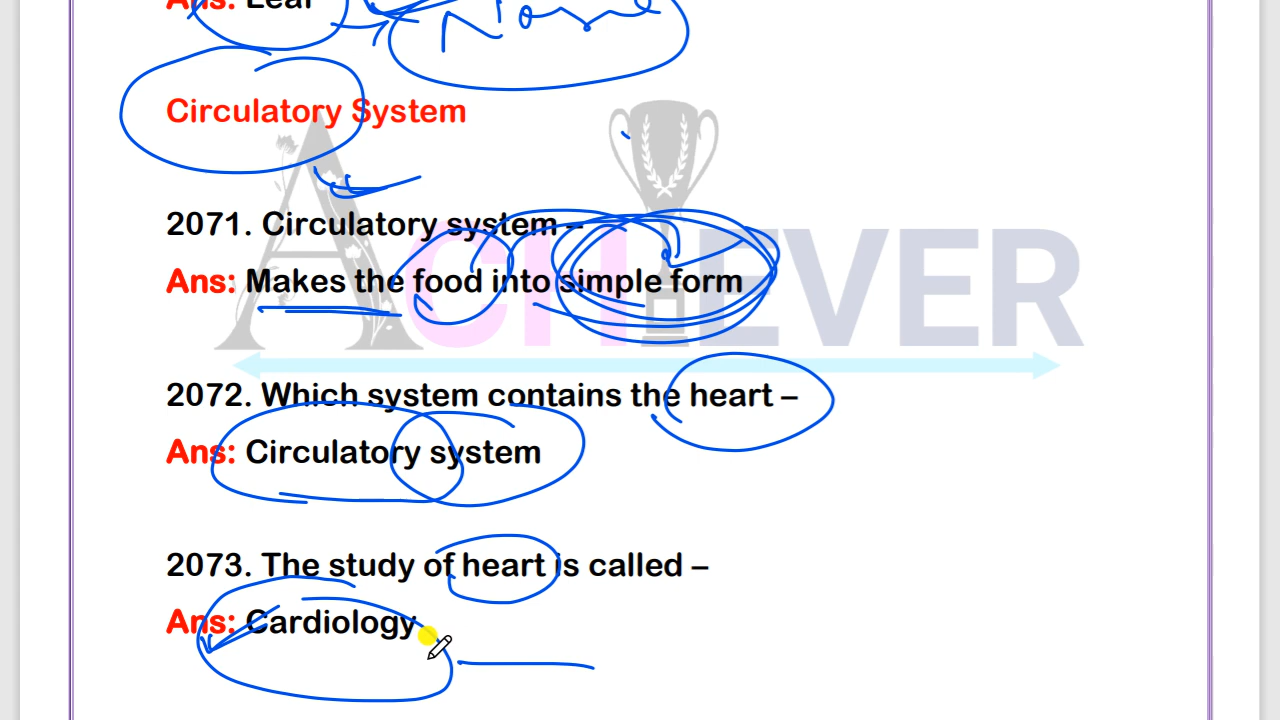 Ans: Leaf
Circulatory System
2071. Circulatory system –
Ans: Makes the food into simple form
2072. Which system contains the heart –
Ans: Circulatory system
2073. The study of heart is called –
Ans: Cardiology
ACHIEVER